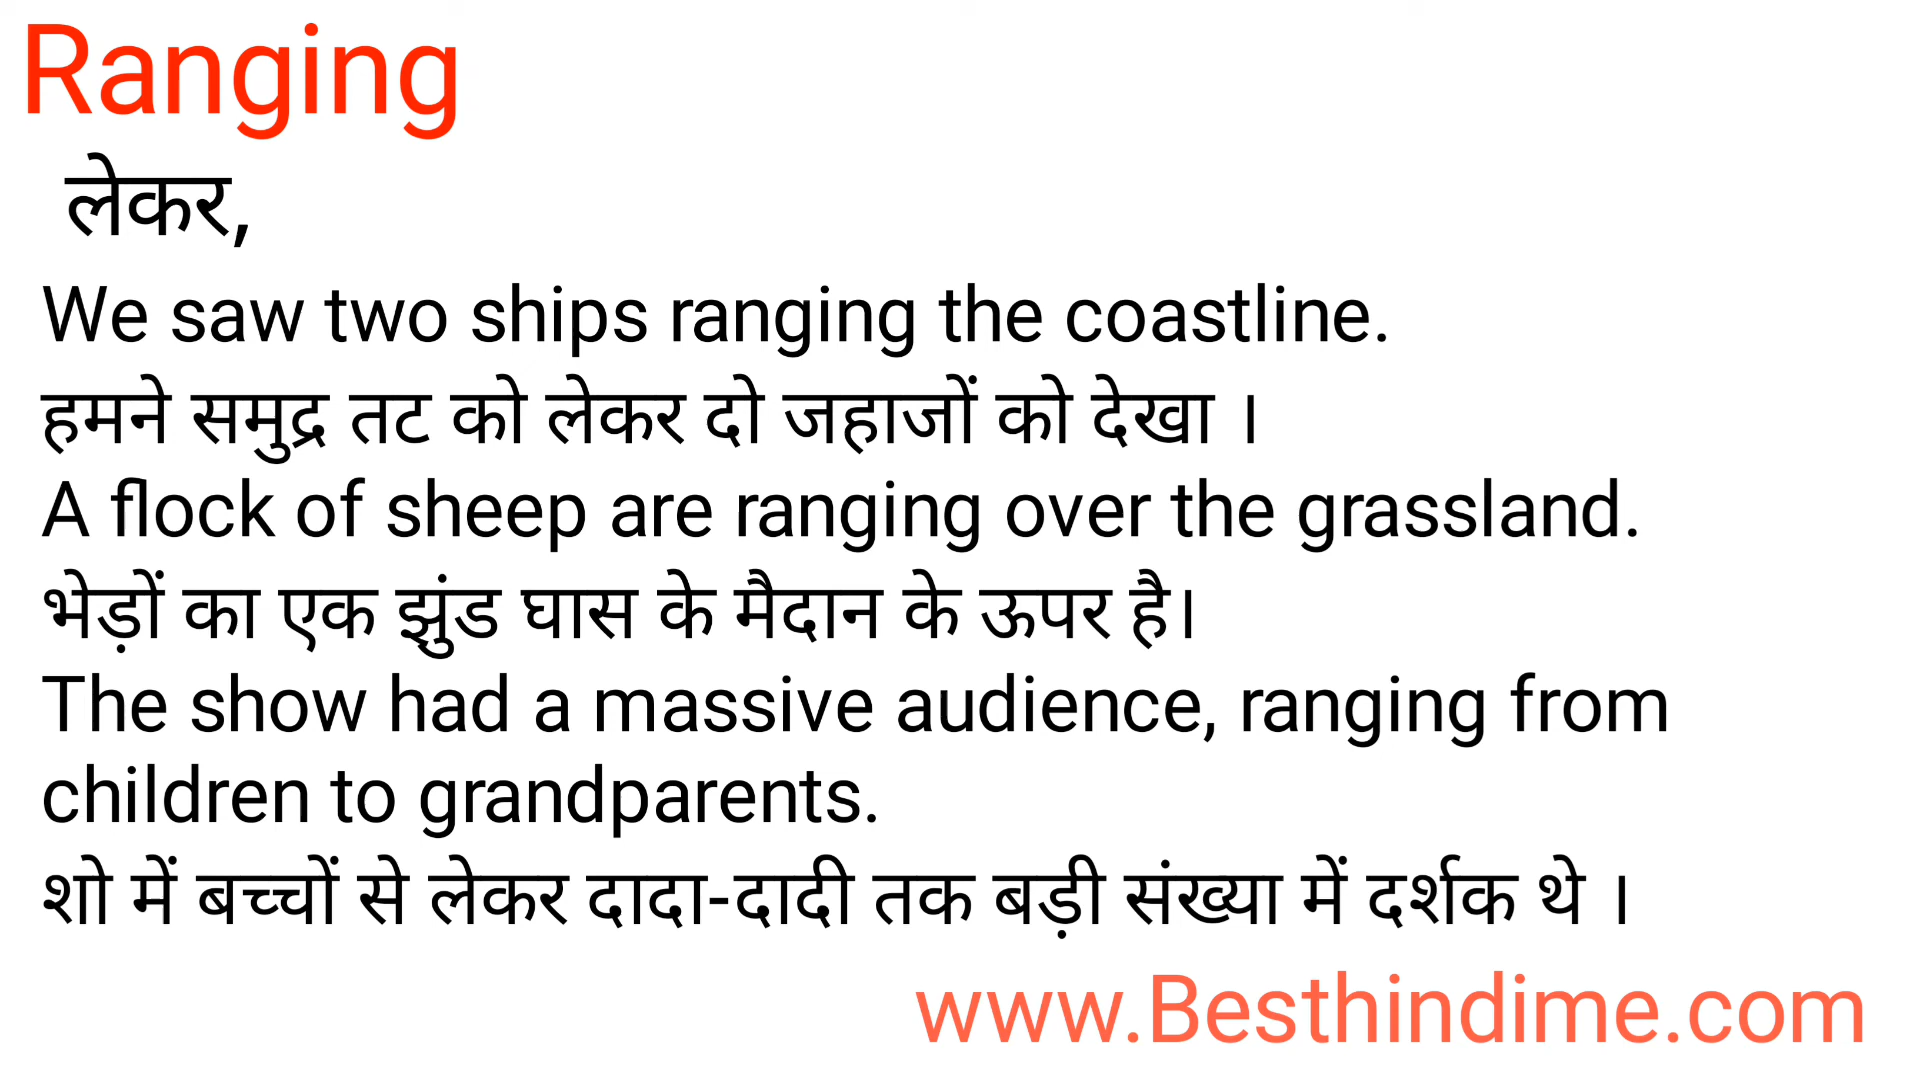 Ranging
लेकर,
We saw two ships ranging the coastline.
हमने समुद्र तट को लेकर दो जहाजों को देखा ।
A flock of sheep are ranging over the grassland.
भेड़ों का एक झुंड घास के मैदान के ऊपर है।
The show had a massive audience, ranging from
children to grandparents.
शो में बच्चों से लेकर दादा-दादी तक बड़ी संख्या में दर्शक थे ।
www.Besthindime.com